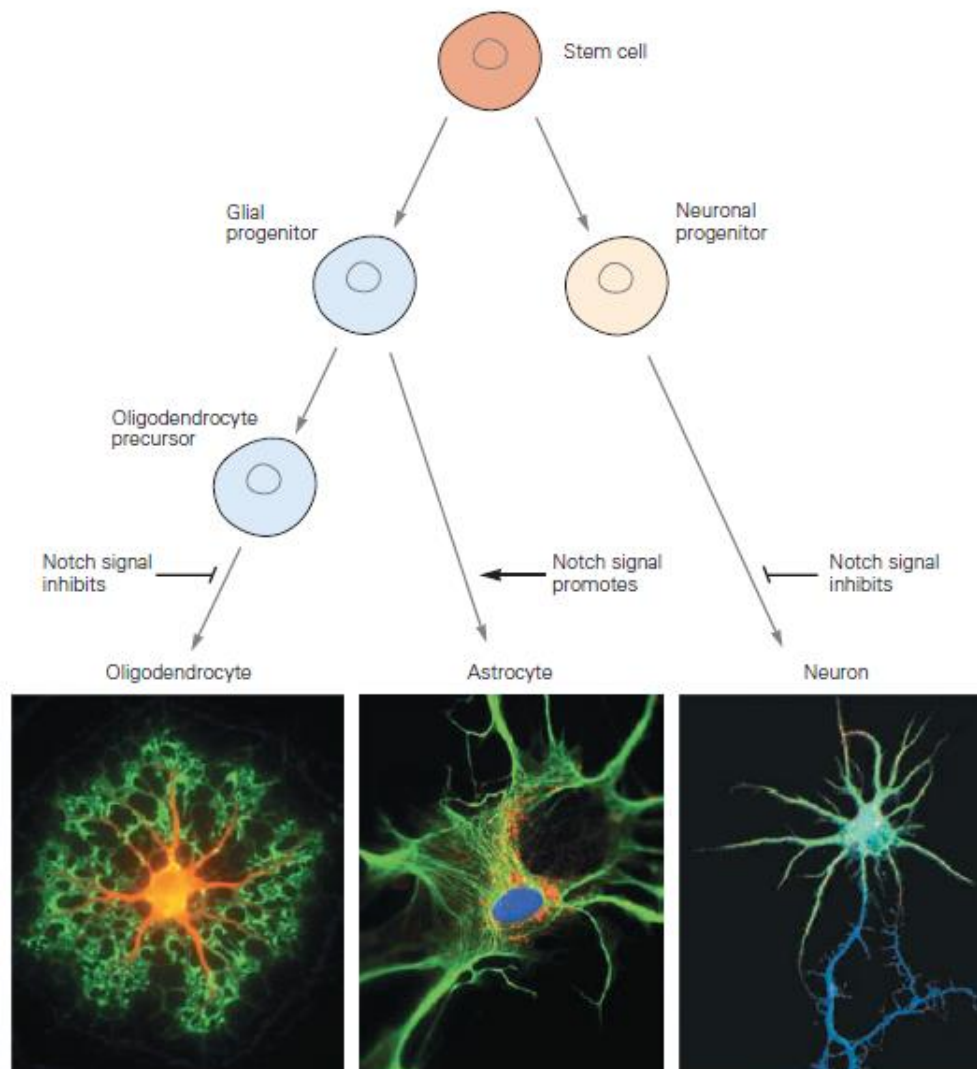 Stem cell
Glial
progenitor
Neuronal
progenitor
Oligodendrocyte
precursor
Notch signal
inhibits
Notch signal
promotes
Notch signal
inhibits
Oligodendrocyte
Astrocyte
Neuron